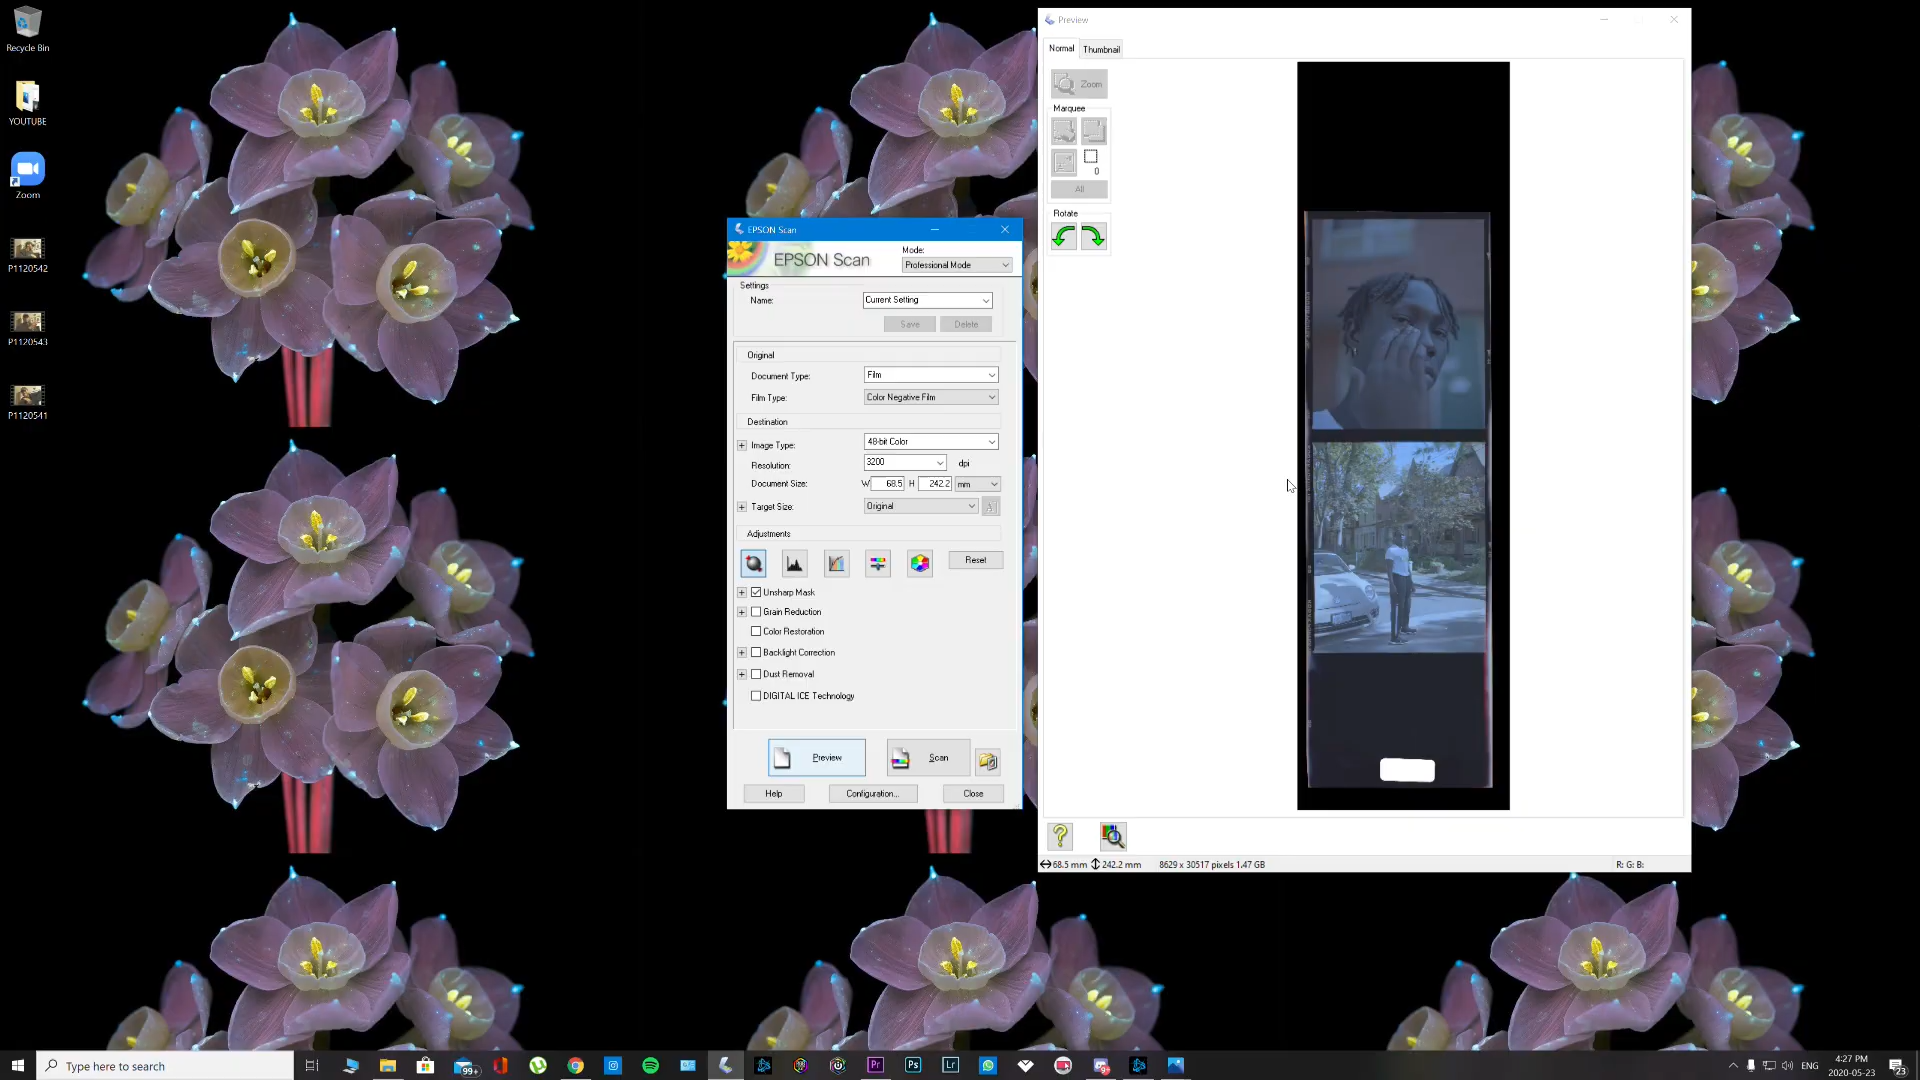 Recycle Bin
YOUTUBE
Zoom
P1120542
P1120543
P1120541
EPSON Scan
EPSON Scan
Mode:
Professional Mode
Settings
Name:
Current Setting
Save
Delete
Original
Document Type:
Film
Film Type:
Color Negative Film
Destination
Image Type:
48-bit Color
Resolution:
3200
dpi
Document Size:
W
68.5
H
242.2
mm
Target Size:
Original
Adjustments
Reset
Unsharp Mask
Grain Reduction
Color Restoration
Backlight Correction
Dust Removal
DIGITAL ICE Technology
Preview
Scan
Help
Configuration...
Close
Preview
Normal
Thumbnail
Zoom
Marquee
0
All
Rotate
68.5 mm
242.2 mm
8629 x 30517 pixels 1.47 GB
R: G: B:
Type here to search
99+
Pr
Ps
Lr
ENG
4:27 PM
2020-05-23
23